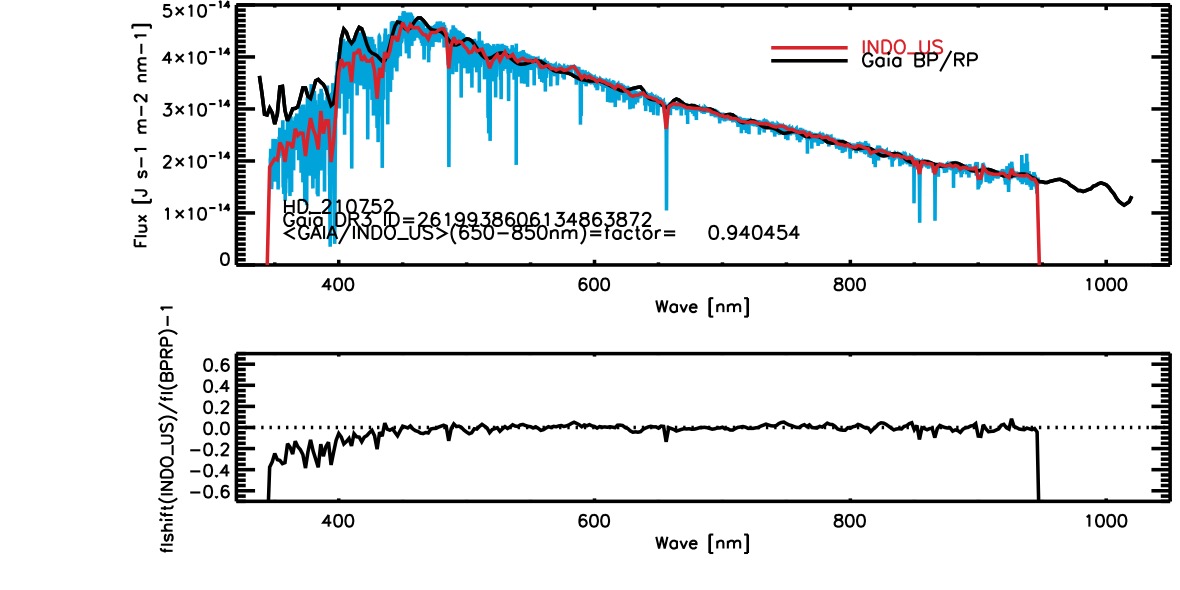 5×10−14
4×10−14
3×10−14
2×10−14
1×10−14
0
Flux [J s−1 m−2 nm−1]
INDO_US
Gaia BP/RP
HD_210752
Gaia DR3 ID=2619938606134863872
<GAIA/INDO_US>(650−850nm)=factor= 0.940454
400 600 800 1000
Wave [nm]
flshift(INDO_US)/fl(BPRP)−1
0.6
0.4
0.2
0.0
−0.2
−0.4
−0.6
400 600 800 1000
Wave [nm]